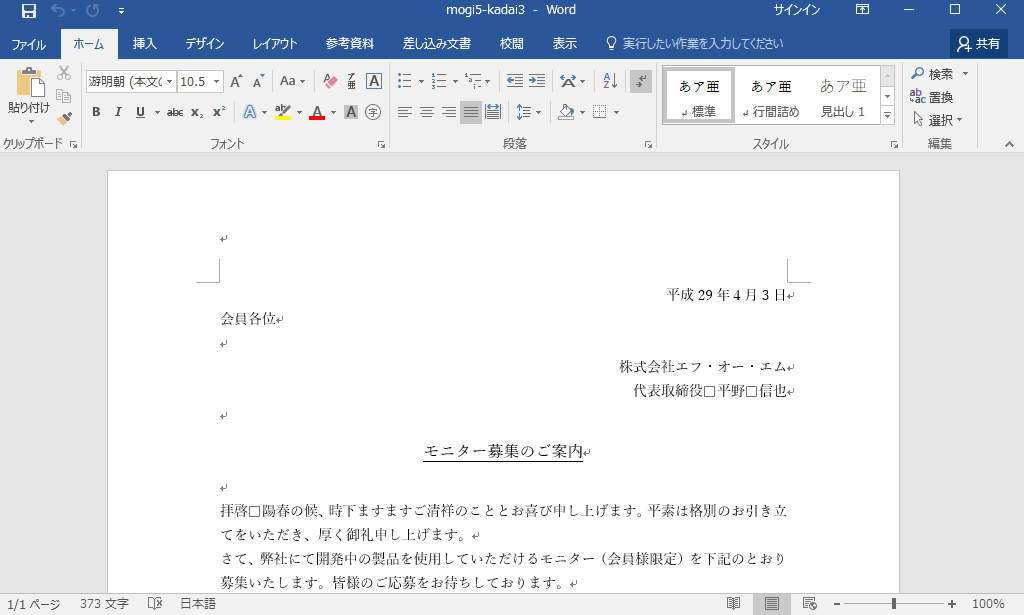 mogi5-kadai3 - Word
サインイン
ファイル ホーム 挿入 デザイン レイアウト 参考資料 差し込み文書 校閲 表示 実行したい作業を入力してください 共有
貼り付け
游明朝 (本文 10.5
A A Aa ア亜 A
B I U abc X₂ X² A ab A A 字
あア亜 あア亜 あア亜
↲標準 ↲行間詰め 見出し 1
検索
置換
選択
クリップボード フォント 段落 スタイル 編集
平成 29 年 4 月 3 日↵
会員各位↵
株式会社エフ・オー・エム↵
代表取締役□平野□信也↵
モニター募集のご案内↵
拝啓□陽春の候、時下ますますご清祥のこととお喜び申し上げます。平素は格別のお引き立
てをいただき、厚く御礼申し上げます。↵
さて、弊社にて開発中の製品を使用していただけるモニター（会員様限定）を下記のとおり
募集いたします。皆様のご応募をお待ちしております。↵
1/1 ページ 373 文字 日本語 100%